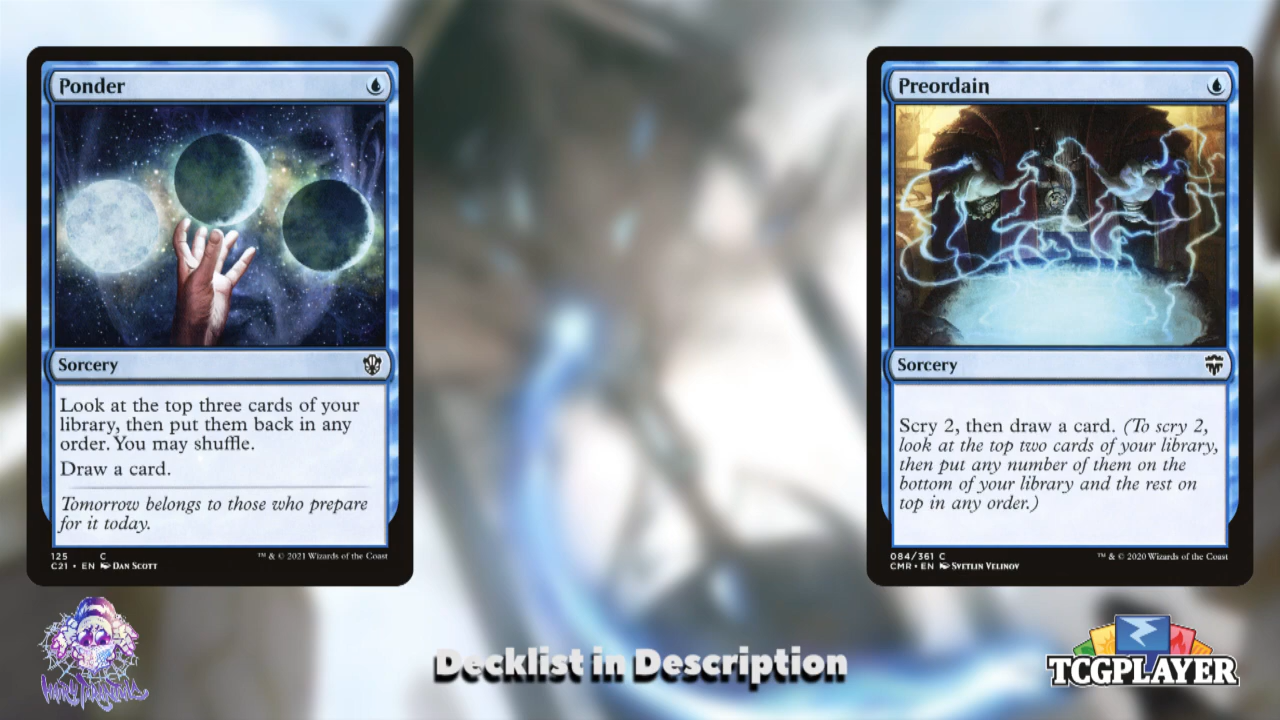 Ponder
Sorcery
Look at the top three cards of your
library, then put them back in any
order. You may shuffle.
Draw a card.
Tomorrow belongs to those who prepare
for it today.
125 C
C21 • EN DAN SCOTT
™ & © 2021 Wizards of the Coast
Preordain
Sorcery
Scry 2, then draw a card. (To scry 2,
look at the top two cards of your library,
then put any number of them on the
bottom of your library and the rest on
top in any order.)
084/361 C
CMR • EN SVETLIN VELINOV
™ & © 2020 Wizards of the Coast
Decklist in Description
TCGPLAYER